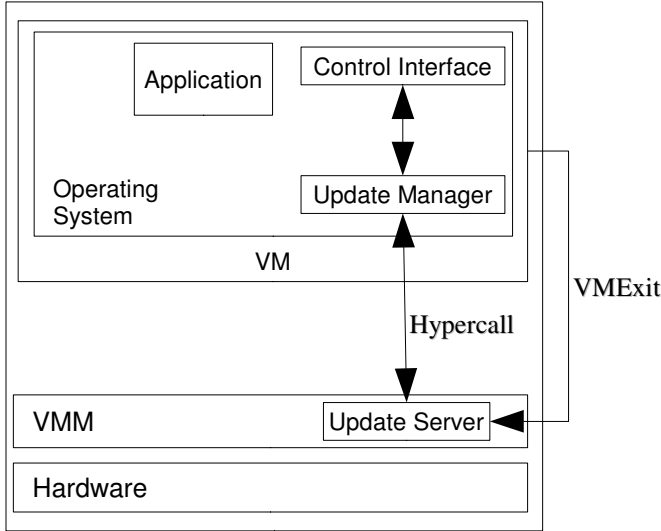 Application
Control Interface
Operating
System
Update Manager
VM
VMExit
Hypercall
VMM
Update Server
Hardware